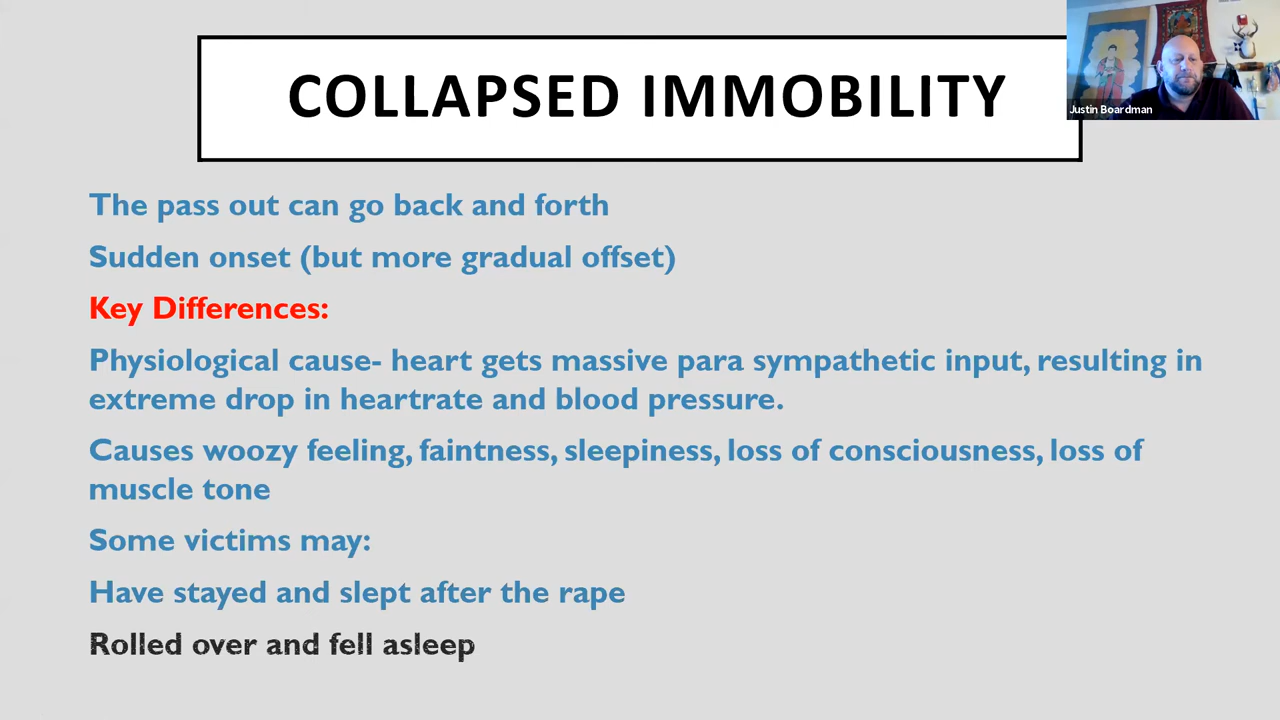 COLLAPSED IMMOBILITY
Justin Boardman
The pass out can go back and forth
Sudden onset (but more gradual offset)
Key Differences:
Physiological cause- heart gets massive para sympathetic input, resulting in
extreme drop in heartrate and blood pressure.
Causes woozy feeling, faintness, sleepiness, loss of consciousness, loss of
muscle tone
Some victims may:
Have stayed and slept after the rape
Rolled over and fell asleep